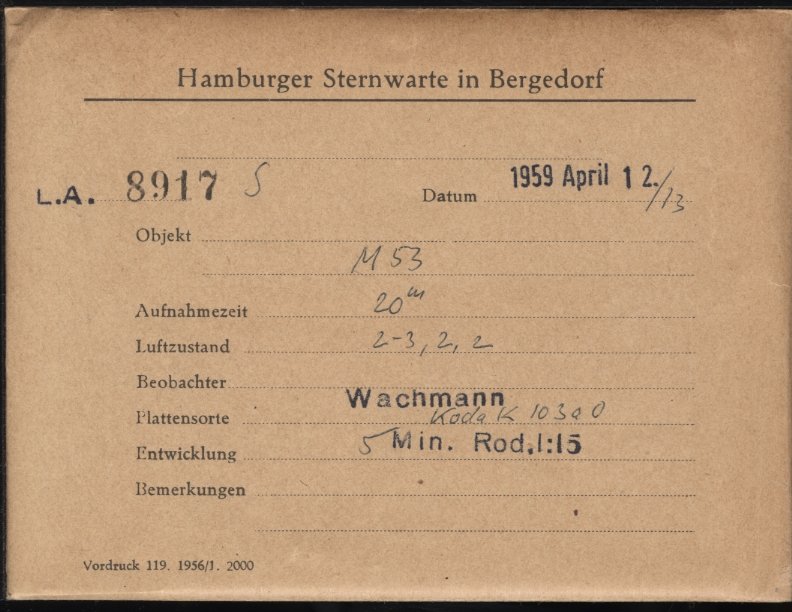 Hamburger Sternwarte in Bergedorf
L.A. 8917 S Datum 1959 April 12./13
Objekt
M 53
Aufnahmezeit 20m
Luftzustand 2-3, 2, 2
Beobachter
Wachmann
Plattensorte Kodak 103a0
Entwicklung 5 Min. Rod.1:15
Bemerkungen
Vordruck 119. 1956/1. 2000